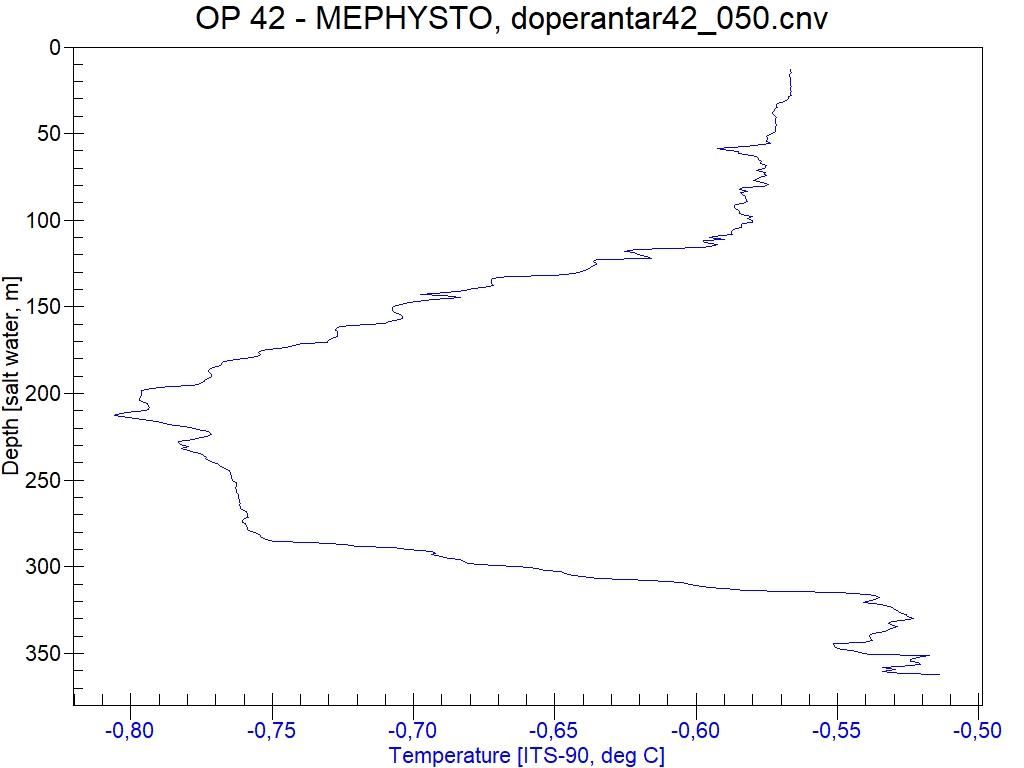 OP 42 - MEPHYSTO, doperantar42_050.cnv
0
50
100
150
200
250
300
350
Depth [salt water, m]
-0,80 -0,75 -0,70 -0,65 -0,60 -0,55 -0,50
Temperature [ITS-90, deg C]